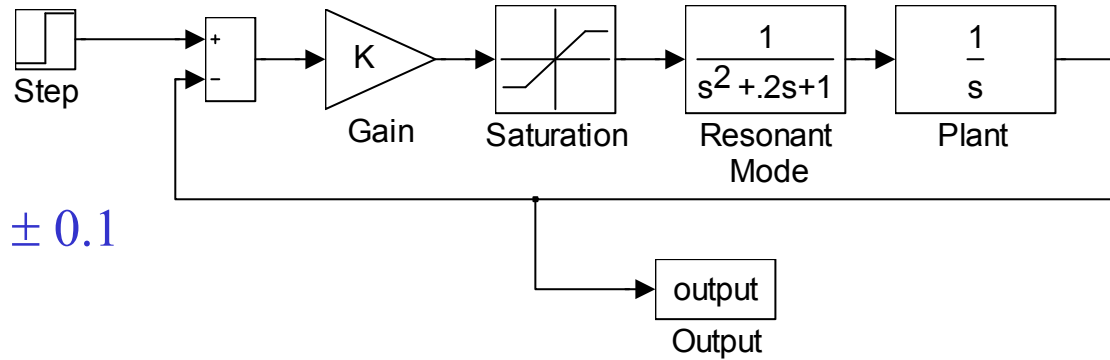 Step
+
−
K
Gain
Saturation
1
s² +.2s+1
Resonant
Mode
1
s
Plant
± 0.1
output
Output